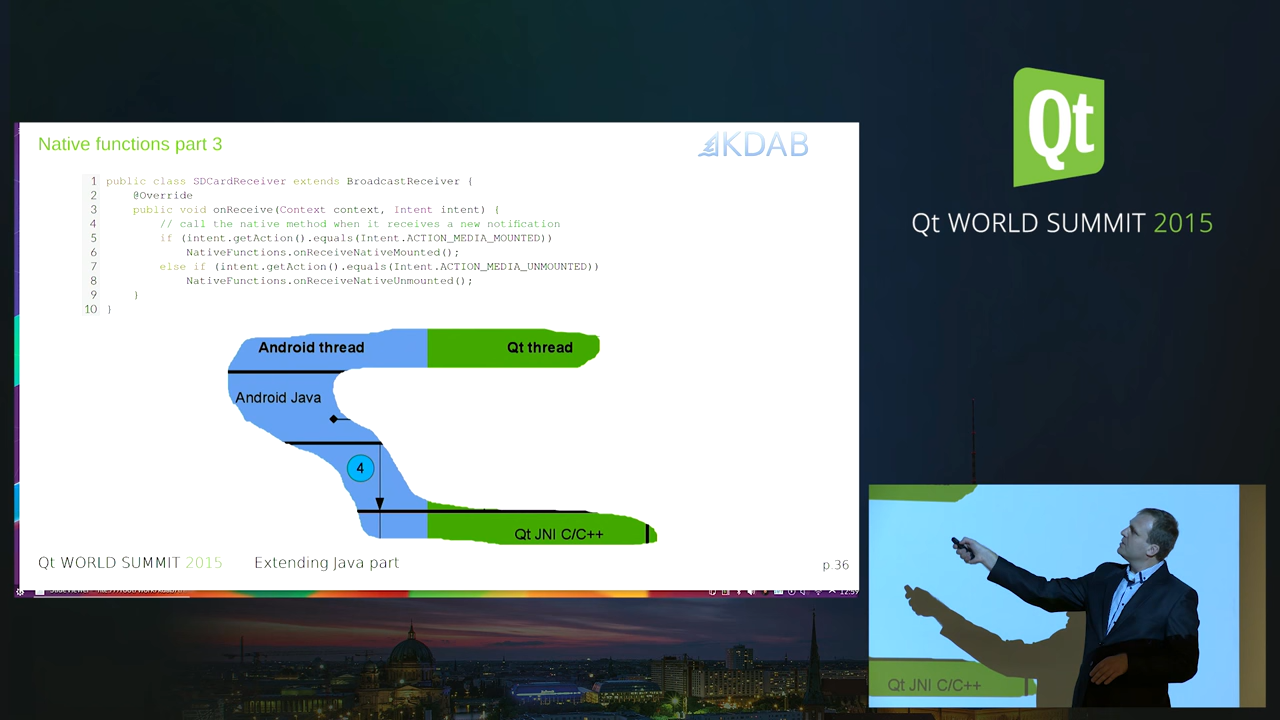 Native functions part 3
KDAB
1 public class SDCardReceiver extends BroadcastReceiver {
2 @Override
3 public void onReceive(Context context, Intent intent) {
4 // call the native method when it receives a new notification
5 if (intent.getAction().equals(Intent.ACTION_MEDIA_MOUNTED))
6 NativeFunctions.onReceiveNativeMounted();
7 else if (intent.getAction().equals(Intent.ACTION_MEDIA_UNMOUNTED))
8 NativeFunctions.onReceiveNativeUnmounted();
9 }
10 }
Android thread Qt thread
Android Java
4
Qt JNI C/C++
Qt WORLD SUMMIT 2015 Extending Java part p.36
Qt
Qt WORLD SUMMIT 2015
Qt JNI C/C++